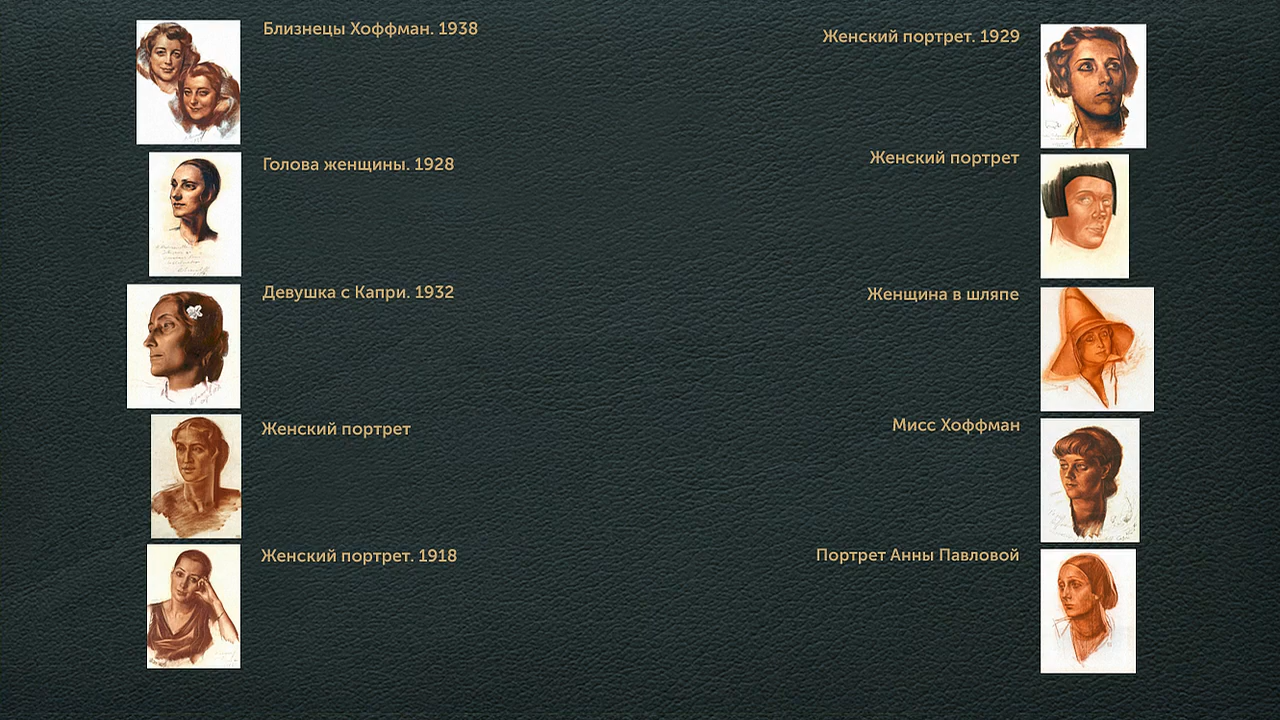 Близнецы Хоффман. 1938
Голова женщины. 1928
Девушка с Капри. 1932
Женский портрет
Женский портрет. 1918
Женский портрет. 1929
Женский портрет
Женщина в шляпе
Мисс Хоффман
Портрет Анны Павловой